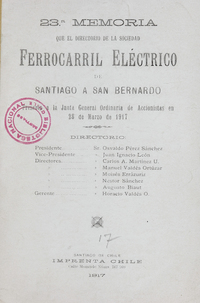 23.a MEMORIA
QUE EL DIRECTORIO DE LA SOCIEDAD
FERROCARRIL ELÉCTRICO
DE
SANTIAGO A SAN BERNARDO
a la Junta General Ordinaria de Accionistas en
28 de Marzo de 1917
DIRECTORIO
Presidente Sr. Osvaldo Pérez Sánchez
Vice-Presidente José Ignacio León
Directores Carlos A. Martínez G.
Manuel Valdés Ortúzar
Moisés Errázuriz
Nestor Sánchez
Augusto Bruel
Gerente Horacio Valdés O.
17
SANTIAGO DE CHILE
IMPRENTA CHILE
1917